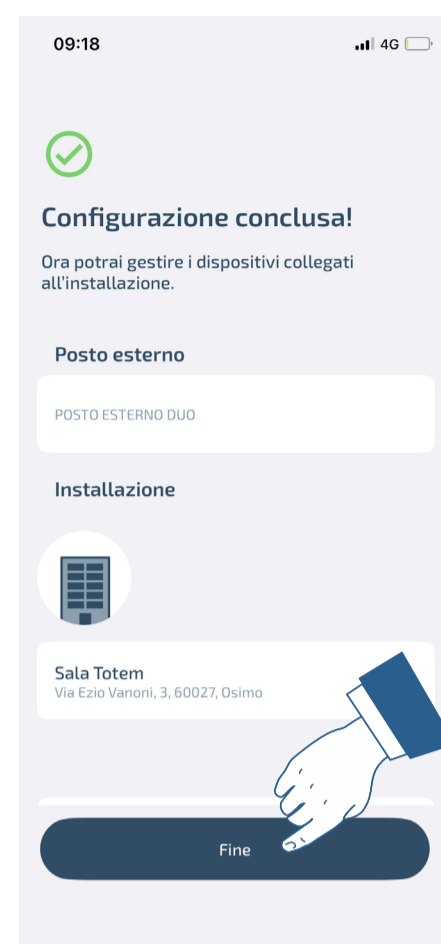 09:18
4G
Configurazione conclusa!
Ora potrai gestire i dispositivi collegati
all'installazione.
Posto esterno
POSTO ESTERNO DUO
Installazione
Sala Totem
Via Ezio Vanoni, 3, 60027, Osimo
Fine